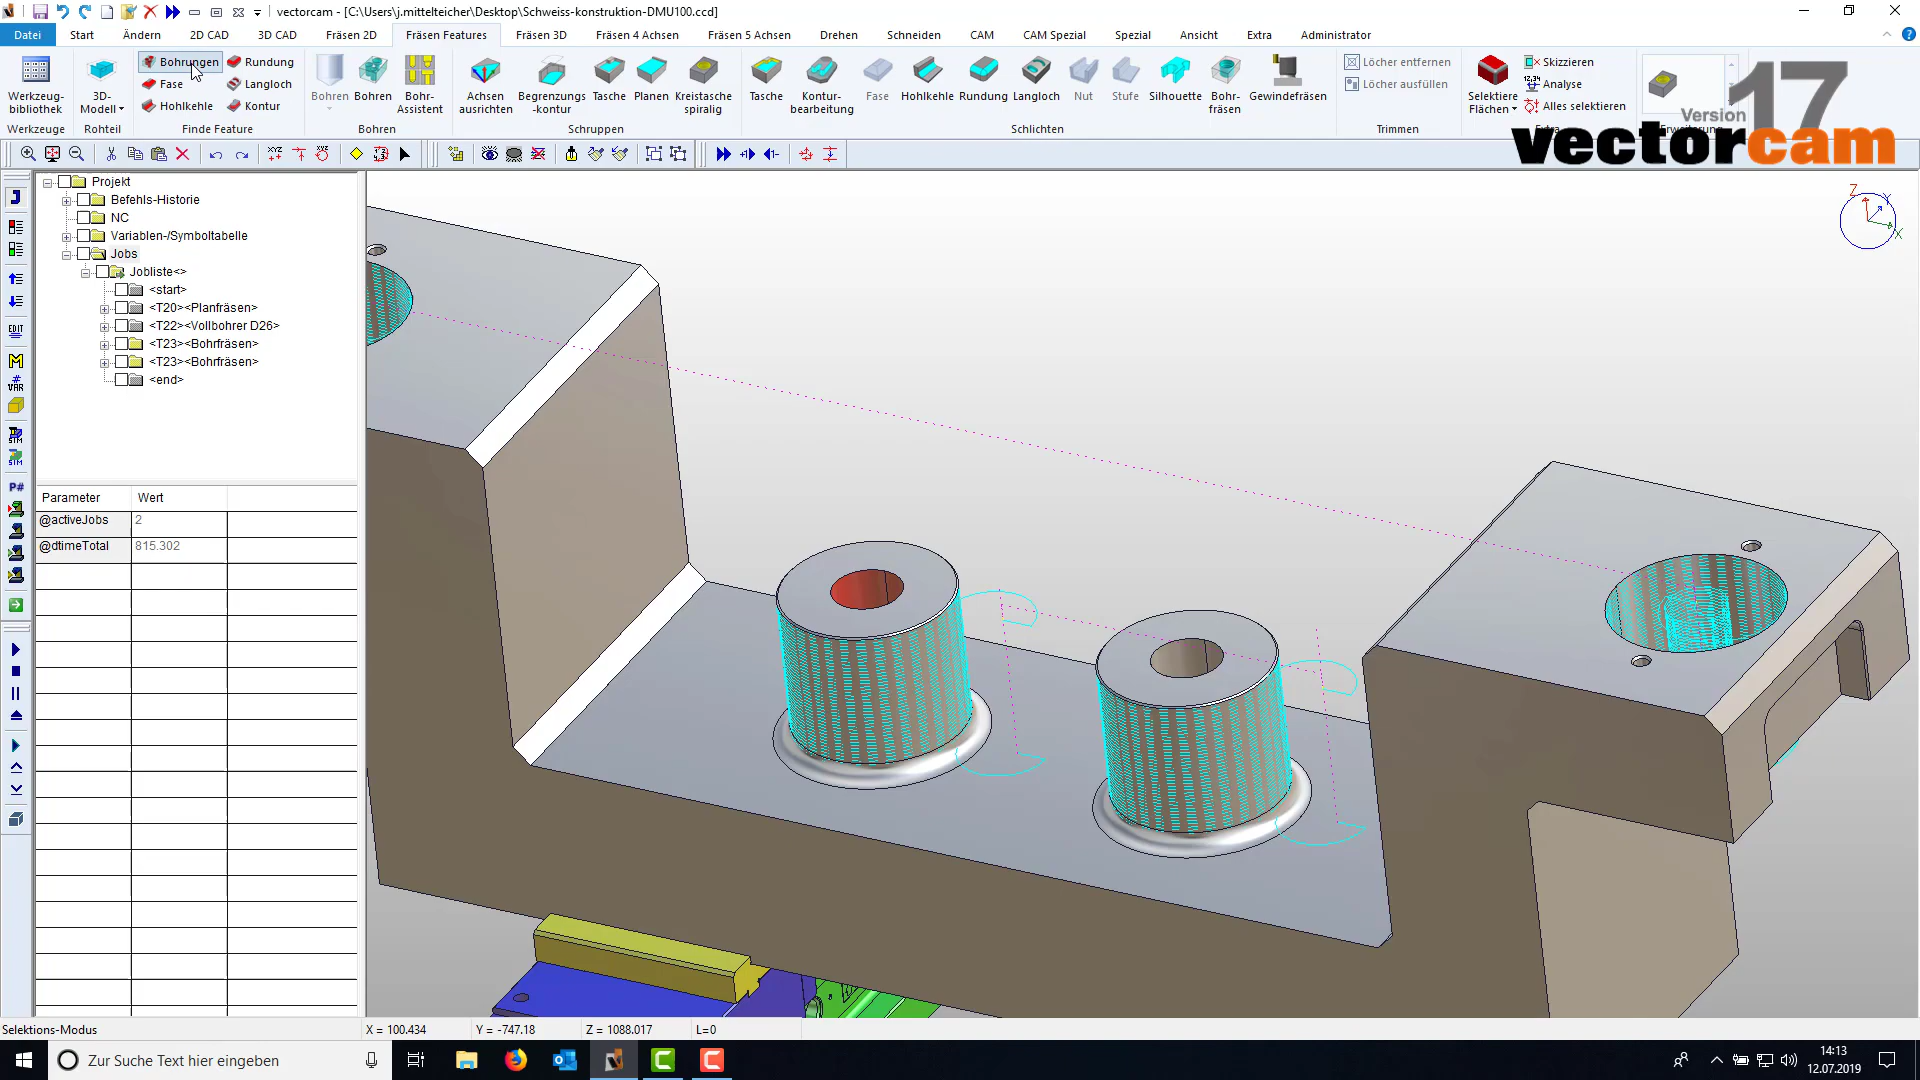 vectorcam - [C:\Users\j.mittelteicher\Desktop\Schweiss-konstruktion-DMU100.ccd]
Datei Start Ändern 2D CAD 3D CAD Fräsen 2D Fräsen Features Fräsen 3D Fräsen 4 Achsen Fräsen 5 Achsen Drehen Schneiden CAM CAM Spezial Spezial Ansicht Extra Administrator
Werkzeug-
bibliothek
Werkzeuge
3D-
Modell
Rohteil
Bohrungen Rundung
Fase Langloch
Hohlkehle Kontur
Finde Feature
Bohren Bohren Bohr-
Assistent
Bohren
Achsen
ausrichten
Begrenzungs
-kontur
Tasche Planen Kreistasche
spiralig
Schruppen
Tasche Kontur-
bearbeitung
Fase Hohlkehle Rundung Langloch Nut Stufe Silhouette Bohr-
fräsen
Gewindefräsen
Schlichten
Löcher entfernen
Löcher ausfüllen
Trimmen
Selektiere
Flächen
Skizzieren
Analyse
Alles selektieren
Version 17
vectorcam
Projekt
Befehls-Historie
NC
Variablen-/Symboltabelle
Jobs
Jobliste<>
<start>
<T20><Planfräsen>
<T22><Vollbohrer D26>
<T23><Bohrfräsen>
<T23><Bohrfräsen>
<end>
Parameter Wert
@activeJobs 2
@dtimeTotal 815.302
J
EDIT
M
#
VAR
SIM
SIM
P#
Z
Y
X
Selektions-Modus X = 100.434 Y = -747.18 Z = 1088.017 L=0
Zur Suche Text hier eingeben
14:13
12.07.2019